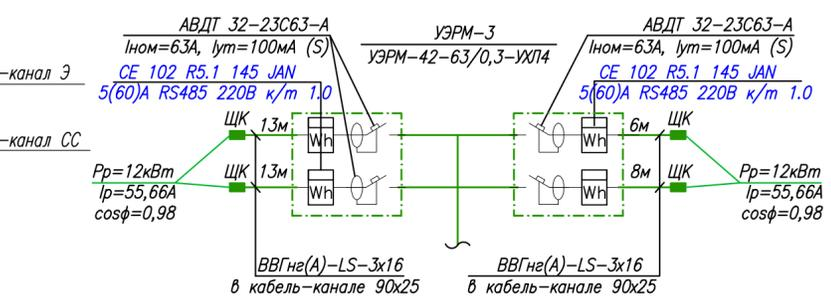 АВДТ 32-23С63-А
Iном=63А, Iут=100мА (S)
УЭРМ-3
УЭРМ-42-63/0,3-УХЛ4
АВДТ 32-23С63-А
Iном=63А, Iут=100мА (S)
-канал Э
СЕ 102 R5.1 145 JAN
5(60)А RS485 220В к/т 1.0
СЕ 102 R5.1 145 JAN
5(60)А RS485 220В к/т 1.0
-канал СС
ЩК
13м
Wh
Wh
6м
ЩК
Рр=12кВт
Iр=55,66А
cosφ=0,98
ЩК
13м
Wh
Wh
8м
ЩК
Рр=12кВт
Iр=55,66А
cosφ=0,98
ВВГнг(А)-LS-3х16
в кабель-канале 90х25
ВВГнг(А)-LS-3х16
в кабель-канале 90х25